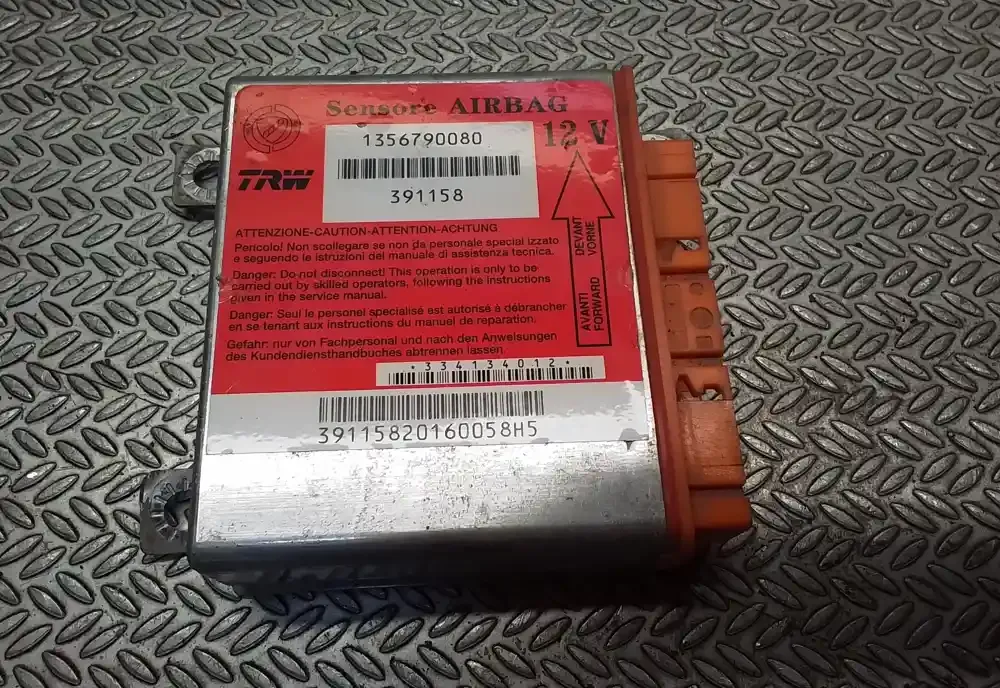 Sensore AIRBAG
12 V
1356790080
391158
TRW
ATTENZIONE-CAUTION-ATTENTION-ACHTUNG
Pericolo! Non scollegare se non da personale specializzato
e seguendo le istruzioni del manuale di assistenza tecnica.
Danger: Do not disconnect! This operation is only to be
carried out by skilled operators, following the instructions
given in the service manual.
Danger: Seul le personel specialisé est autorisé à débrancher
en se tenant aux instructions du manuel de reparation.
Gefahr: nur von Fachpersonal und nach den Anweisungen
des Kundendiensthandbuches abtrennen lassen.
AVANTI DEVANT
FORWARD VORNE
*334134012*
39115820160058H5